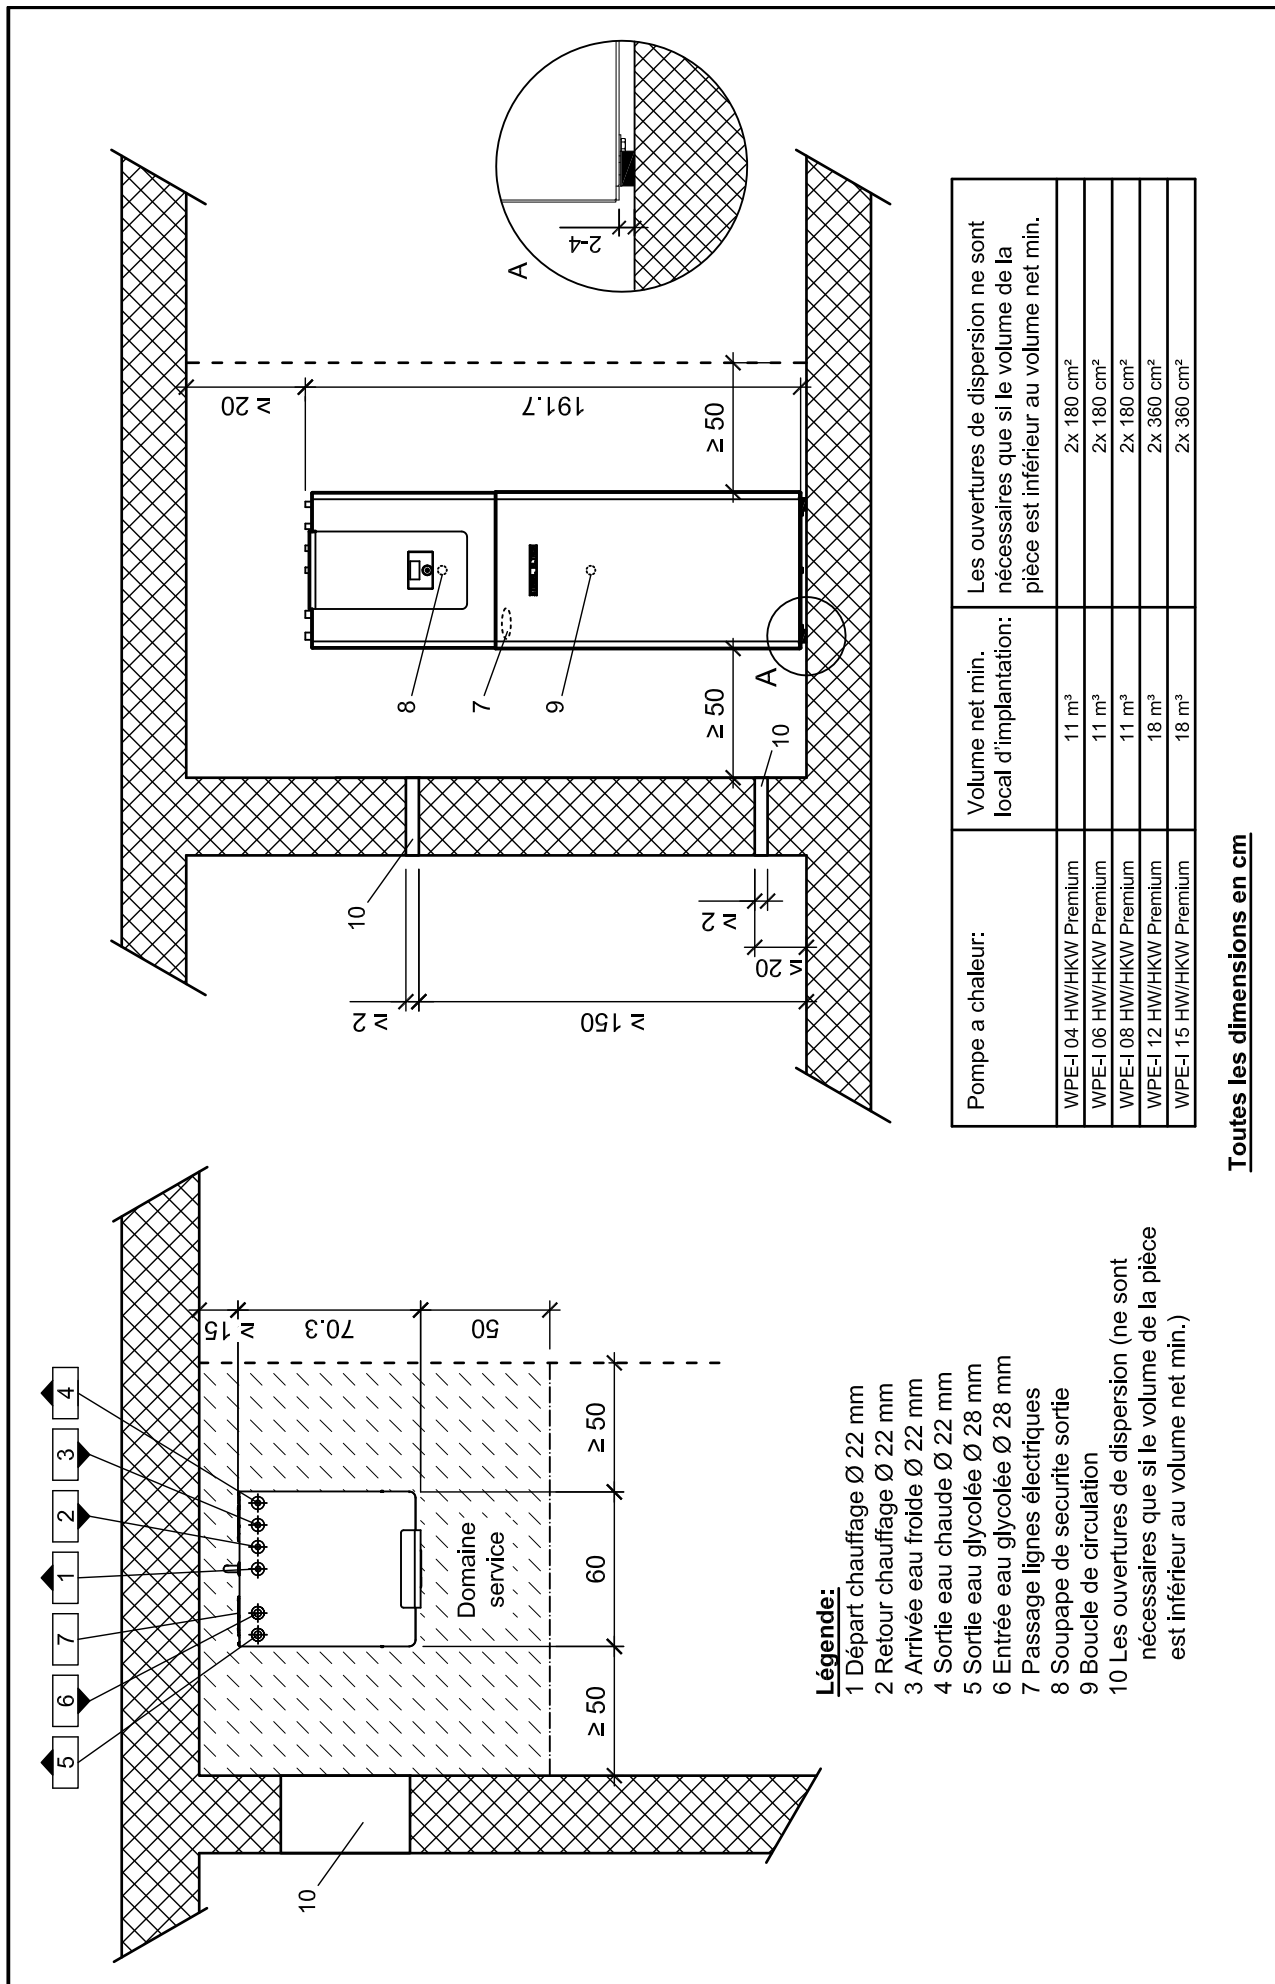 5
6
7
1
2
3
4
10
≥ 15
70.3
50
Domaine
service
≥ 50
60
≥ 50
≥ 2
≥ 150
10
≥ 2
≥ 20
10
8
7
9
≥ 50
A
≥ 20
191.7
≥ 50
A
2-4
Légende:
1 Départ chauffage Ø 22 mm
2 Retour chauffage Ø 22 mm
3 Arrivée eau froide Ø 22 mm
4 Sortie eau chaude Ø 22 mm
5 Sortie eau glycolée Ø 28 mm
6 Entrée eau glycolée Ø 28 mm
7 Passage lignes électriques
8 Soupape de securite sortie
9 Boucle de circulation
10 Les ouvertures de dispersion (ne sont
nécessaires que si le volume de la pièce
est inférieur au volume net min.)
Pompe a chaleur:
Volume net min.
local d'implantation:
Les ouvertures de dispersion ne sont
nécessaires que si le volume de la
pièce est inférieur au volume net min.
WPE-I 04 HW/HKW Premium 11 m³ 2x 180 cm²
WPE-I 06 HW/HKW Premium 11 m³ 2x 180 cm²
WPE-I 08 HW/HKW Premium 11 m³ 2x 180 cm²
WPE-I 12 HW/HKW Premium 18 m³ 2x 360 cm²
WPE-I 15 HW/HKW Premium 18 m³ 2x 360 cm²
Toutes les dimensions en cm